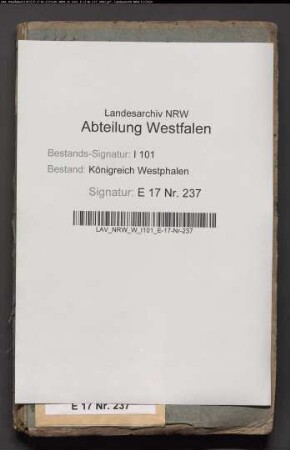 Landesarchiv NRW
Abteilung Westfalen
Bestands-Signatur: I 101
Bestand: Königreich Westphalen
Signatur: E 17 Nr. 237
LAV_NRW_W_I101_E-17-Nr-237
E 17 Nr. 237